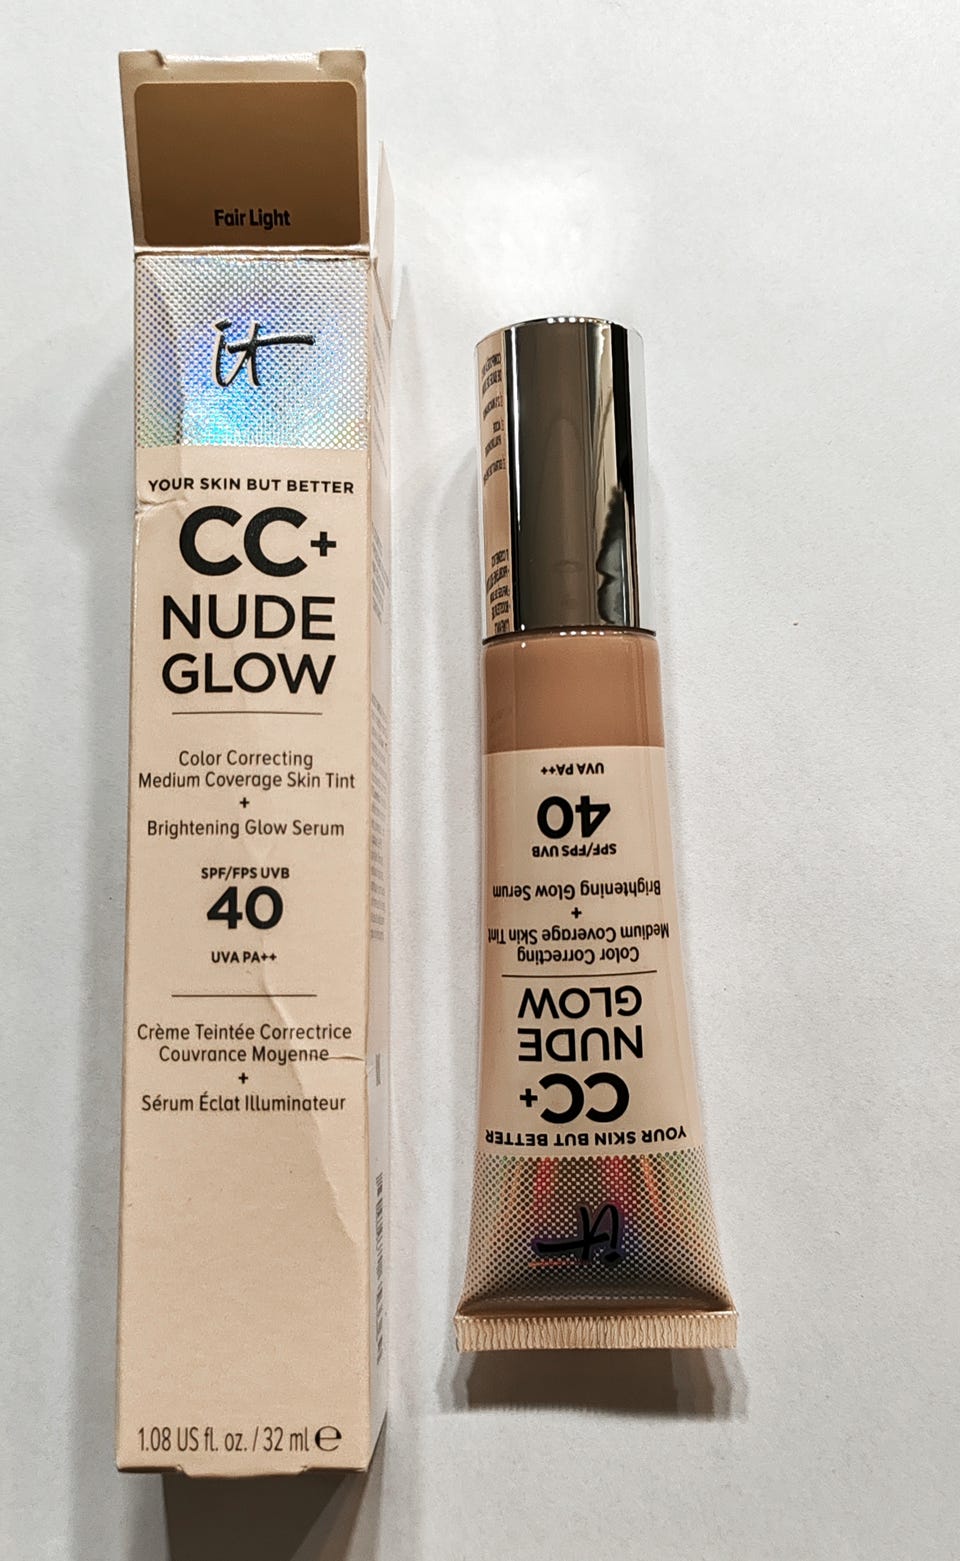 Fair Light
it
YOUR SKIN BUT BETTER
CC+
NUDE
GLOW
Color Correcting
Medium Coverage Skin Tint
+
Brightening Glow Serum
SPF/FPS UVB
40
UVA PA++
Crème Teintée Correctrice
Couvrance Moyenne
+
Sérum Éclat Illuminateur
1.08 US fl. oz. / 32 ml e
it
YOUR SKIN BUT BETTER
CC+
NUDE
GLOW
Color Correcting
Medium Coverage Skin Tint
+
Brightening Glow Serum
SPF/FPS UVB
40
UVA PA++